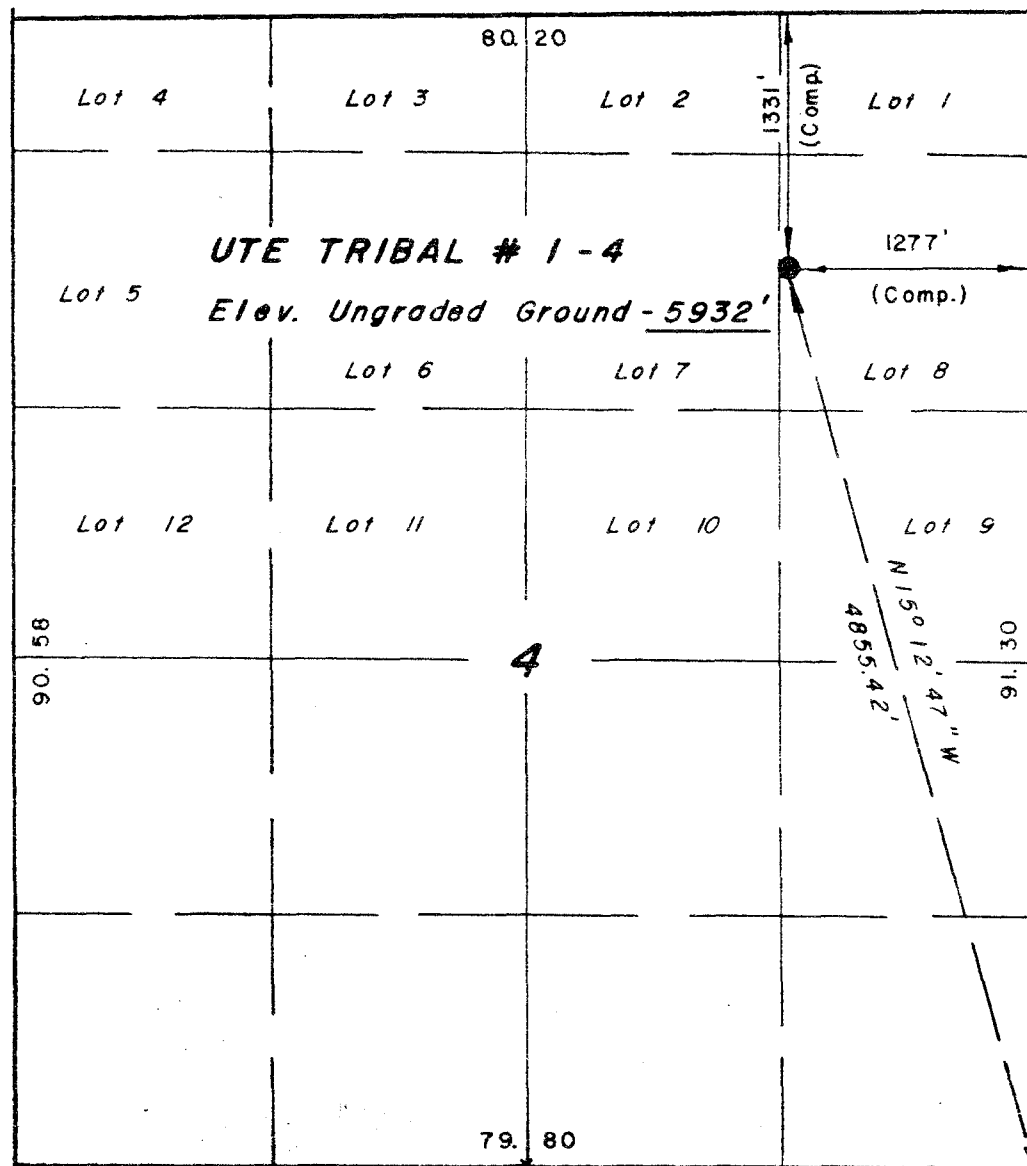 80. 20
Lot 4
Lot 3
Lot 2
1331'
(Comp.)
Lot 1
UTE TRIBAL # 1-4
1277'
(Comp.)
Lot 5
Elev. Ungraded Ground - 5932'
Lot 6
Lot 7
Lot 8
Lot 12
Lot 11
Lot 10
Lot 9
N 15° 12' 47" W
4855.42'
90. 58
4
91. 30
79. 80